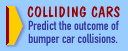 COLLIDING CARS
Predict the outcome of
bumper car collisions.